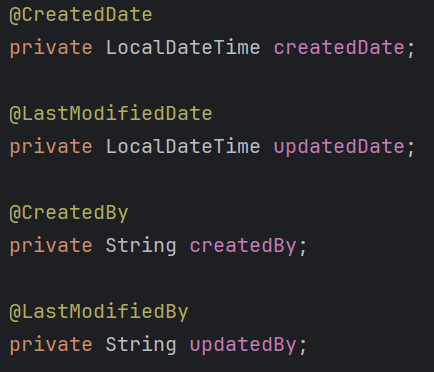 @CreatedDate
private LocalDateTime createdDate;
@LastModifiedDate
private LocalDateTime updatedDate;
@CreatedBy
private String createdBy;
@LastModifiedBy
private String updatedBy;